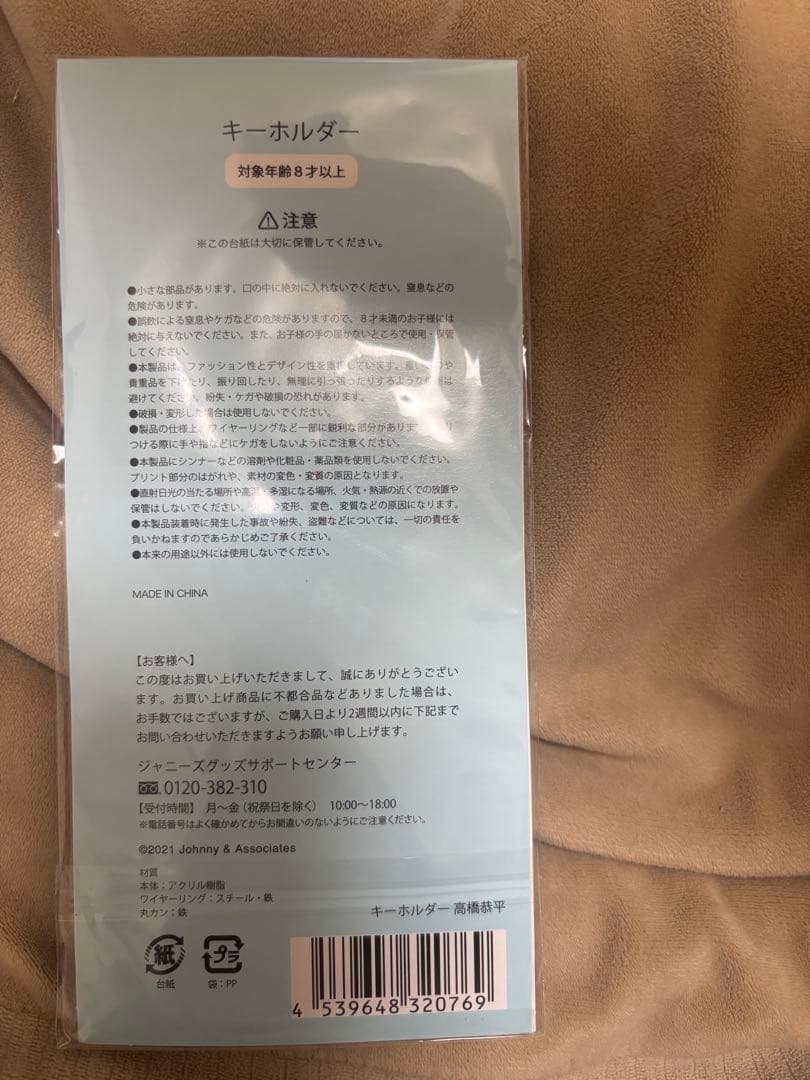 キーホルダー
対象年齢8才以上
⚠注意
※この台紙は大切に保管してください。
●小さな部品があります。口の中に絶対に入れないでください。窒息などの
危険があります。
●誤飲による窒息やケガなどの危険がありますので、8才未満のお子様には
絶対に与えないでください。また、お子様の手の届かないところで使用・保管
してください。
●本製品は、ファッション性とデザイン性を重視しています。
貴重品を下げたり、振り回したり、無理に引っ張ったりするような使用は
避けてください。紛失・ケガや破損の恐れがあります。
●破損・変形した場合は使用しないでください。
●製品の仕様上、ワイヤーリングなど一部に鋭利な部分があります。
つける際に手や指などにケガをしないようにご注意ください。
●本製品にシンナーなどの溶剤や化粧品・薬品類を使用しないでください。
プリント部分のはがれや、素材の変色・変質の原因となります。
●直射日光の当たる場所や高温・多湿になる場所、火気・熱源の近くでの放置や
保管はしないでください。 や変形、変色、変質などの原因になります。
●本製品装着時に発生した事故や紛失、盗難などについては、一切の責任を
負いかねますのであらかじめご了承ください。
●本来の用途以外には使用しないでください。
MADE IN CHINA
【お客様へ】
この度はお買い上げいただきまして、誠にありがとうござい
ます。お買い上げ商品に不都合品などありました場合は、
お手数ではございますが、ご購入日より2週間以内に下記まで
お問い合わせいただきますようお願い申し上げます。
ジャニーズグッズサポートセンター
0120-382-310
【受付時間】 月〜金(祝祭日を除く) 10:00〜18:00
※電話番号はよく確かめてからお間違いのないようにご注意ください。
©2021 Johnny & Associates
材質
本体:アクリル樹脂
ワイヤーリング:スチール・鉄
丸カン:鉄
キーホルダー 高橋恭平
紙
台紙
プラ
袋:PP
4 539648 320769